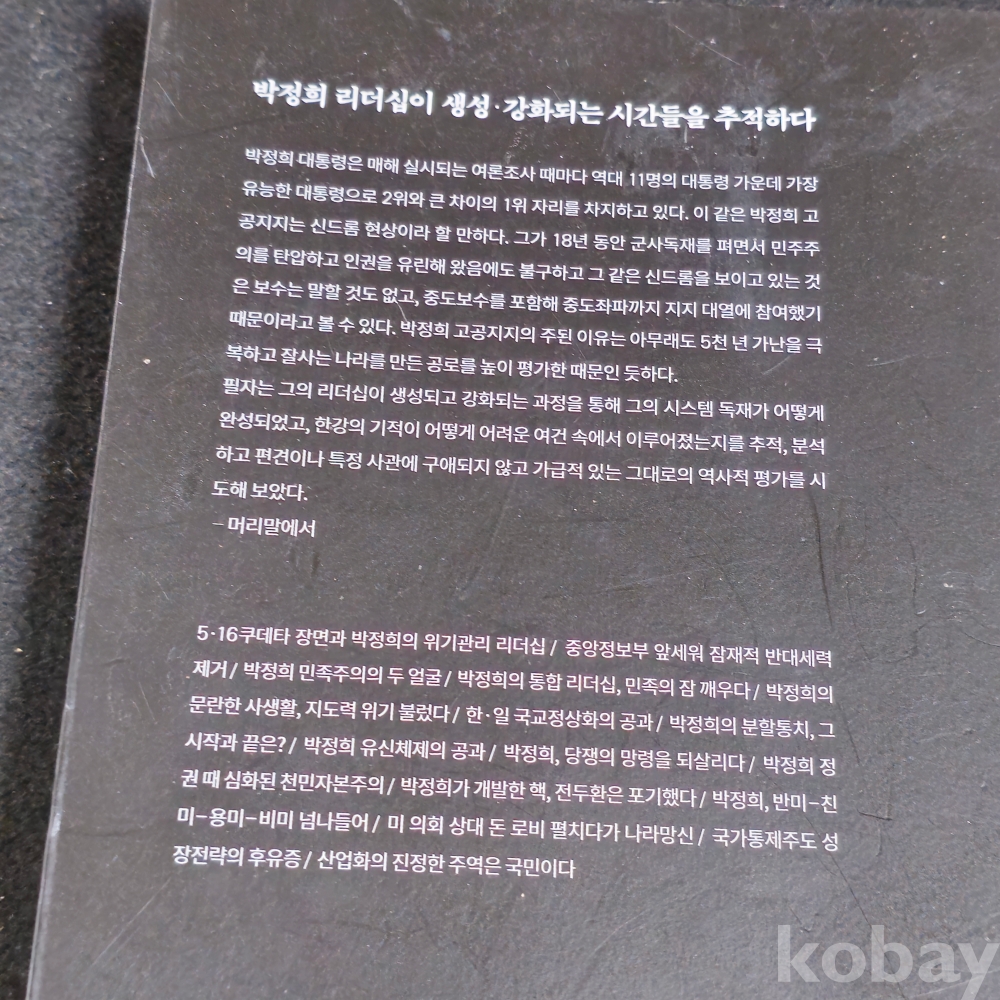 박정희 리더십이 생성·강화되는 시간들을 추적하다
박정희 대통령은 매해 실시되는 여론조사 때마다 역대 11명의 대통령 가운데 가장
유능한 대통령으로 2위와 큰 차이의 1위 자리를 차지하고 있다. 이 같은 박정희 고
공지지는 신드롬 현상이라 할 만하다. 그가 18년 동안 군사독재를 펴면서 민주주
의를 탄압하고 인권을 유린해 왔음에도 불구하고 그 같은 신드롬을 보이고 있는 것
은 보수는 말할 것도 없고, 중도보수를 포함해 중도좌파까지 지지 대열에 참여했기
때문이라고 볼 수 있다. 박정희 고공지지의 주된 이유는 아무래도 5천 년 가난을 극
복하고 잘사는 나라를 만든 공로를 높이 평가한 때문인 듯하다.
필자는 그의 리더십이 생성되고 강화되는 과정을 통해 그의 시스템 독재가 어떻게
완성되었고, 한강의 기적이 어떻게 어려운 여건 속에서 이루어졌는지를 추적, 분석
하고 편견이나 특정 사관에 구애되지 않고 가급적 있는 그대로의 역사적 평가를 시
도해 보았다.
– 머리말에서
5·16쿠데타 장면과 박정희의 위기관리 리더십 / 중앙정보부 앞세워 잠재적 반대세력
제거 / 박정희 민족주의의 두 얼굴 / 박정희의 통합 리더십, 민족의 잠 깨우다 / 박정희의
문란한 사생활, 지도력 위기 불렀다 / 한·일 국교정상화의 공과 / 박정희의 분할통치, 그
시작과 끝은? / 박정희 유신체제의 공과 / 박정희, 당쟁의 망령을 되살리다 / 박정희 정
권 때 심화된 천민자본주의 / 박정희가 개발한 핵, 전두환은 포기했다 / 박정희, 반미–친
미–용미–비미 넘나들어 / 미 의회 상대 돈 로비 펼치다가 나라망신 / 국가통제주도 성
장전략의 후유증 / 산업화의 진정한 주역은 국민이다
kobay